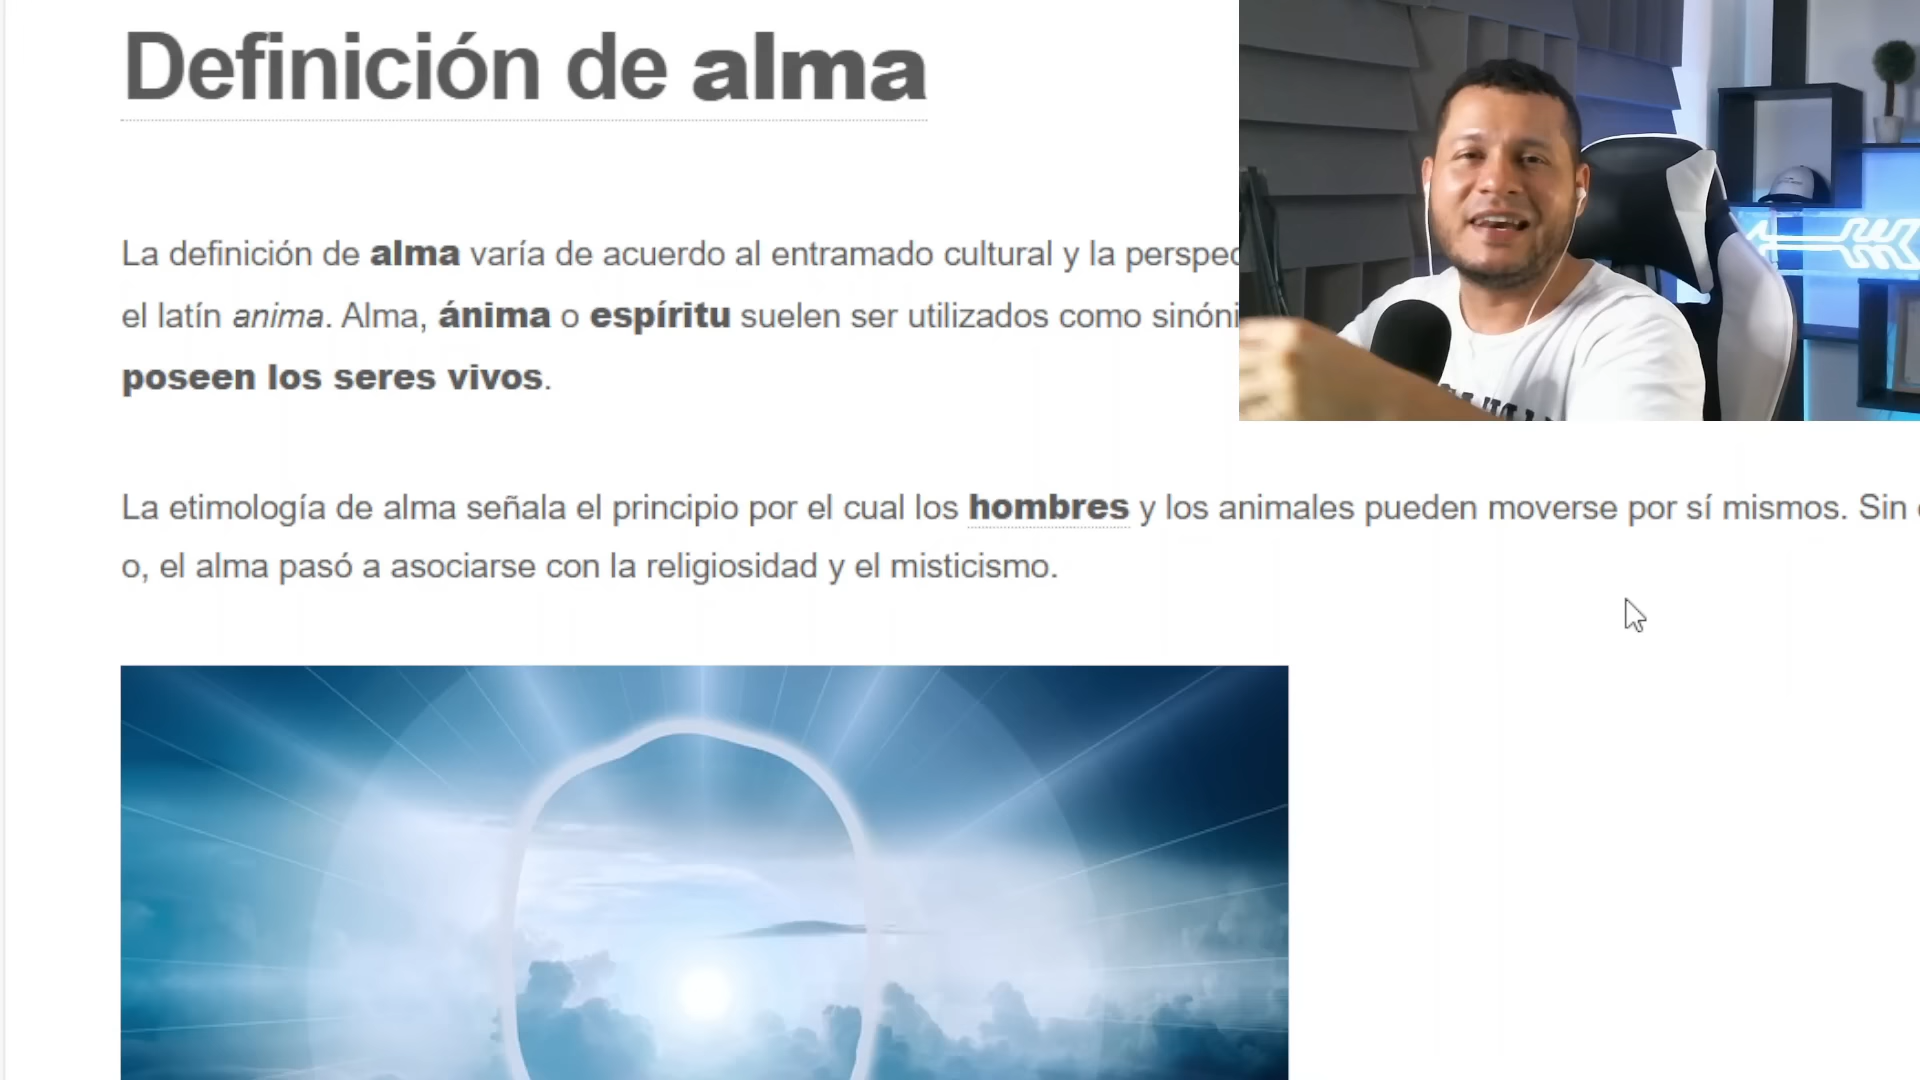 Definición de alma
La definición de alma varía de acuerdo al entramado cultural y la
el latín anima. Alma, ánima o espíritu suelen ser utilizados como
poseen los seres vivos.
La etimología de alma señala el principio por el cual los hombres y los animales pueden moverse por sí mismos. Sin
o, el alma pasó a asociarse con la religiosidad y el misticismo.